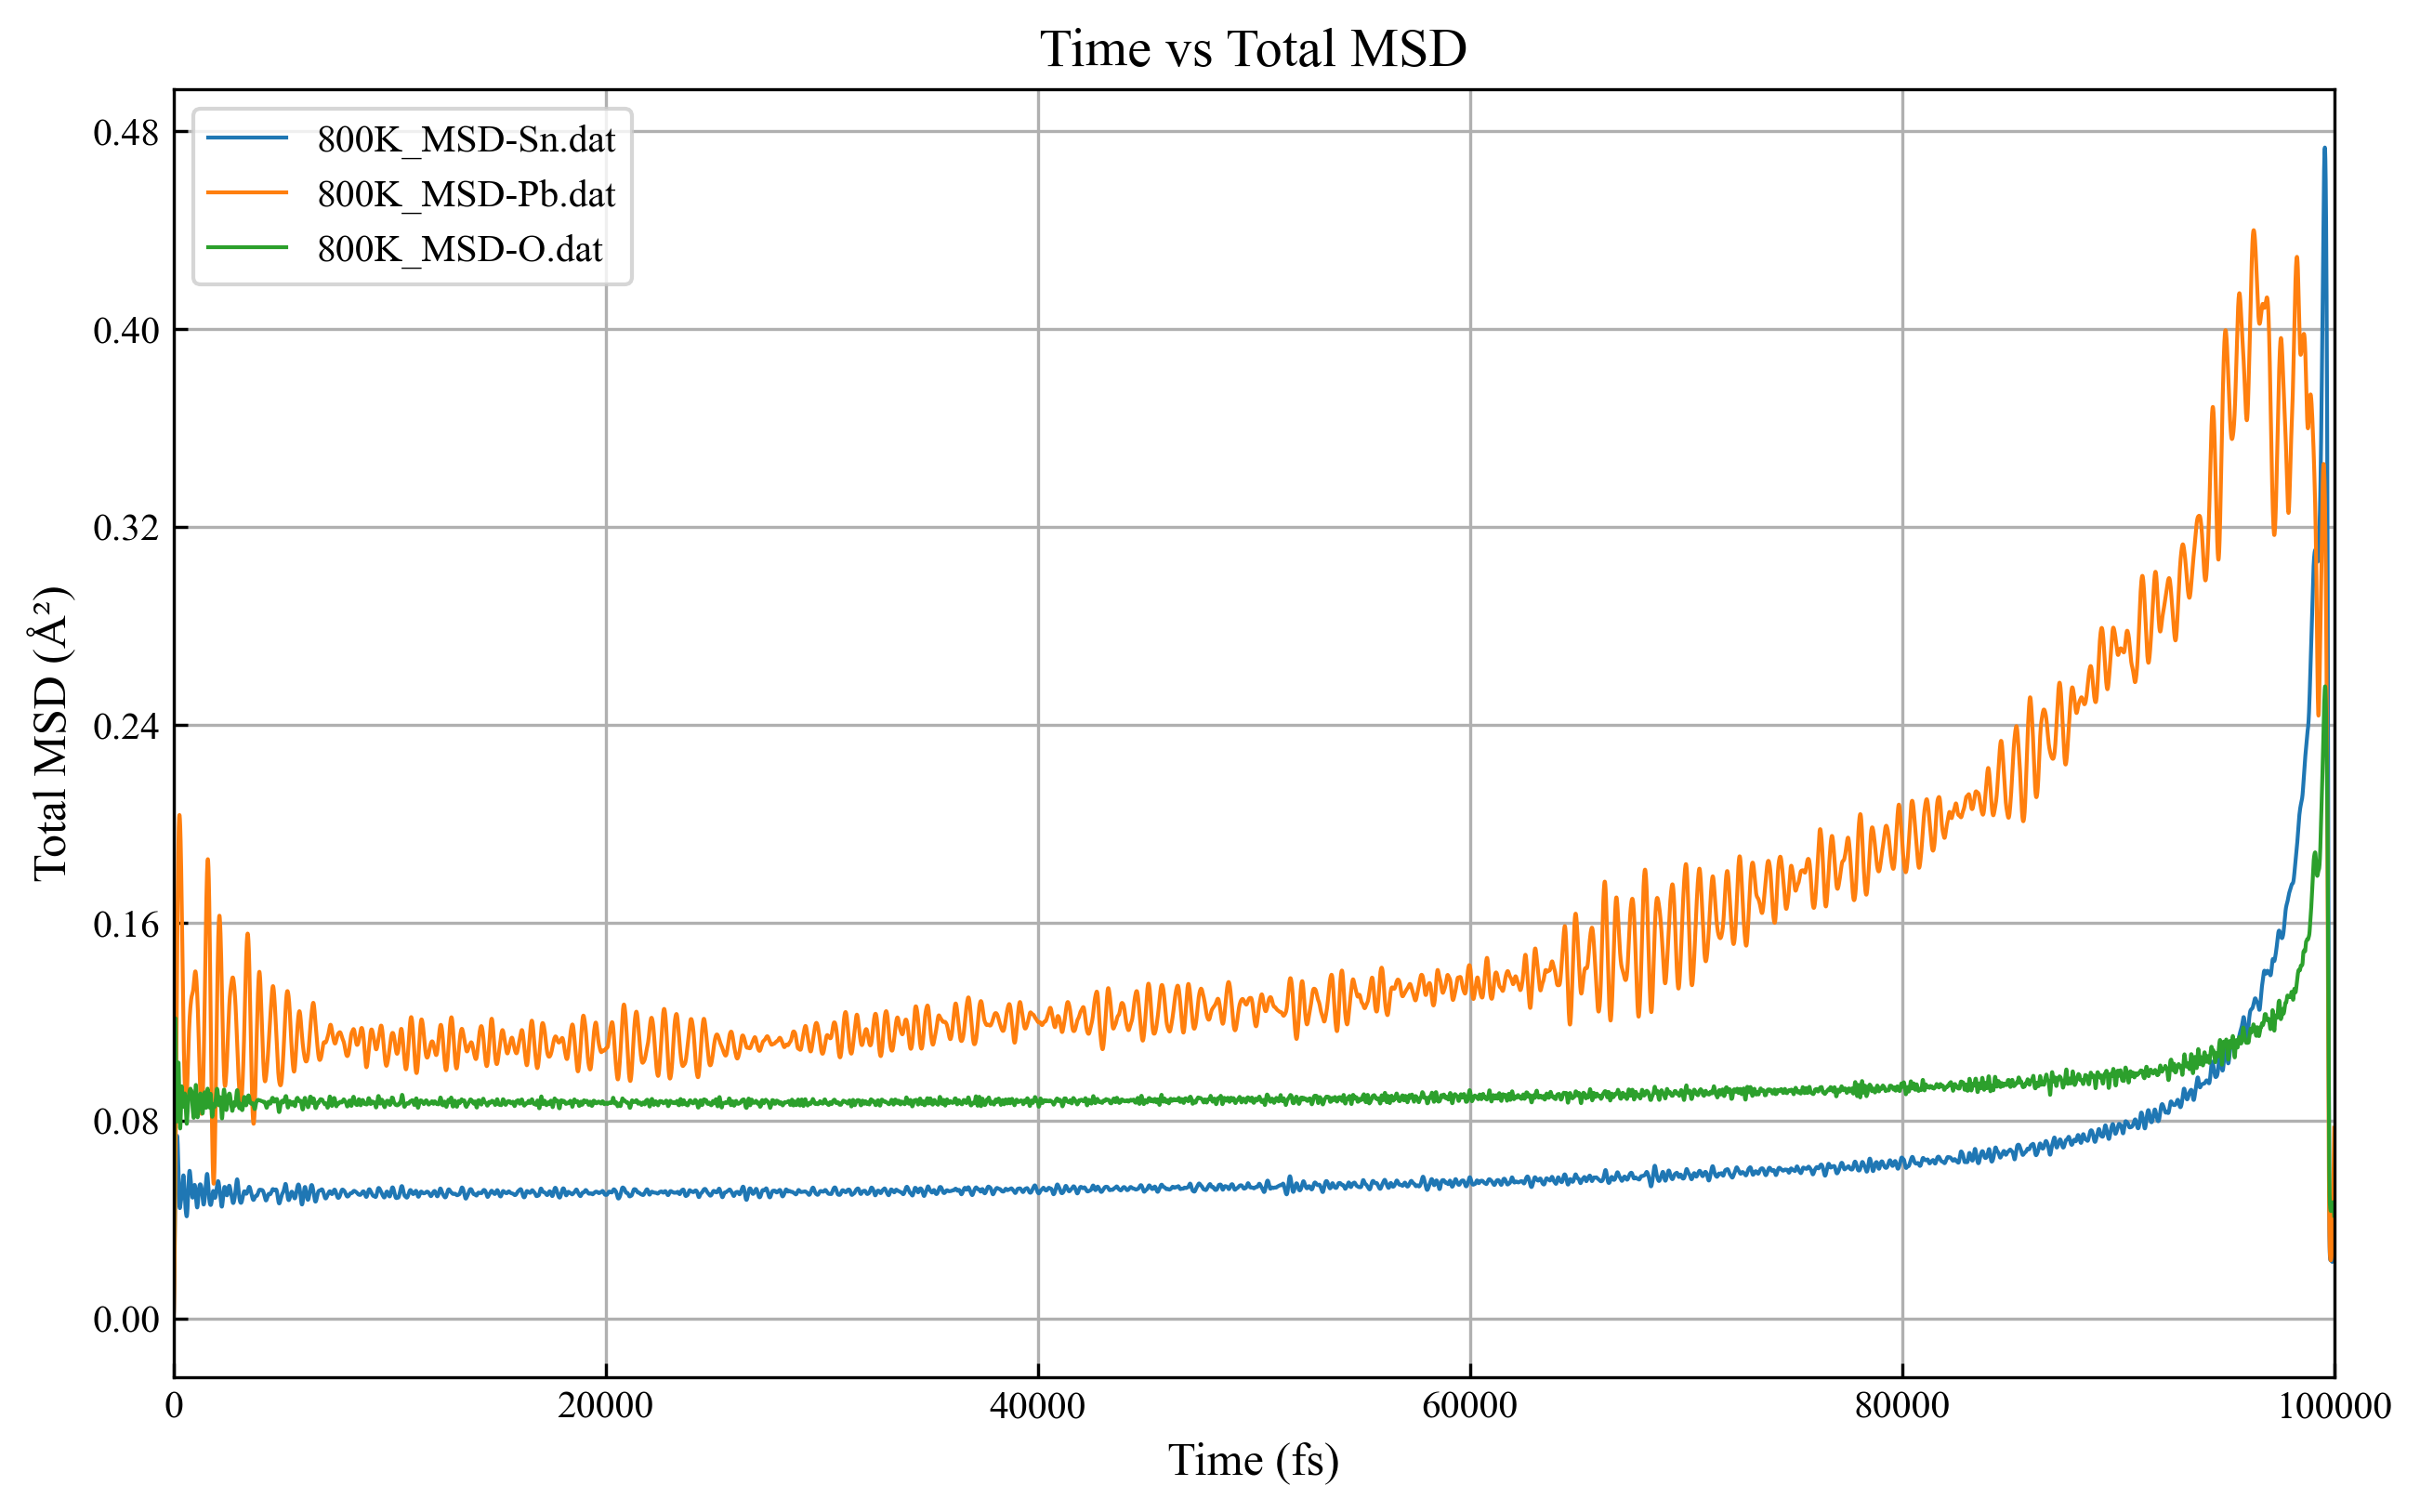 Time vs Total MSD
800K_MSD-Sn.dat
800K_MSD-Pb.dat
800K_MSD-O.dat
Total MSD (Å²)
0.48
0.40
0.32
0.24
0.16
0.08
0.00
0
20000
40000
60000
80000
100000
Time (fs)